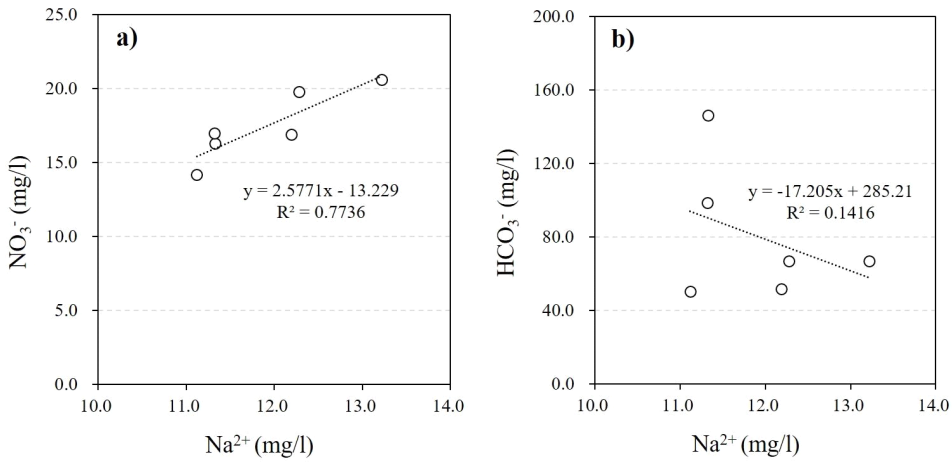 a)
25.0
20.0
15.0
10.0
5.0
0.0
NO₃⁻ (mg/l)
y = 2.5771x - 13.229
R² = 0.7736
10.0 11.0 12.0 13.0 14.0
Na²⁺ (mg/l)
b)
200.0
160.0
120.0
80.0
40.0
0.0
HCO₃⁻ (mg/l)
y = -17.205x + 285.21
R² = 0.1416
10.0 11.0 12.0 13.0 14.0
Na²⁺ (mg/l)